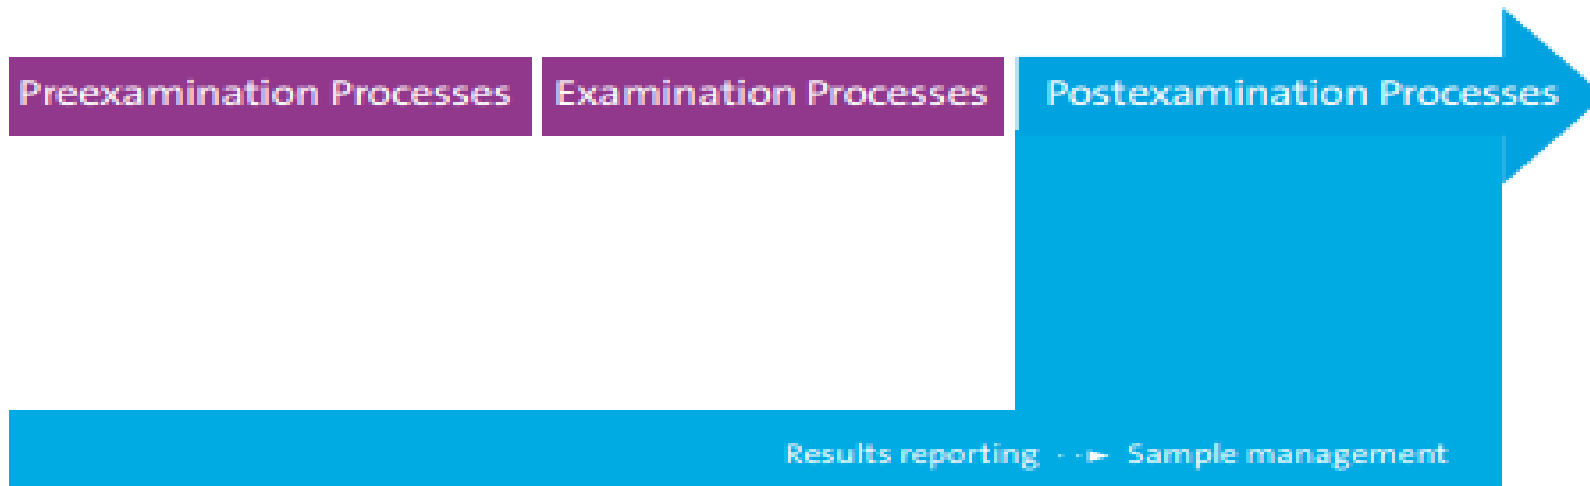 Preexamination Processes Examination Processes Postexamination Processes
Results reporting --► Sample management